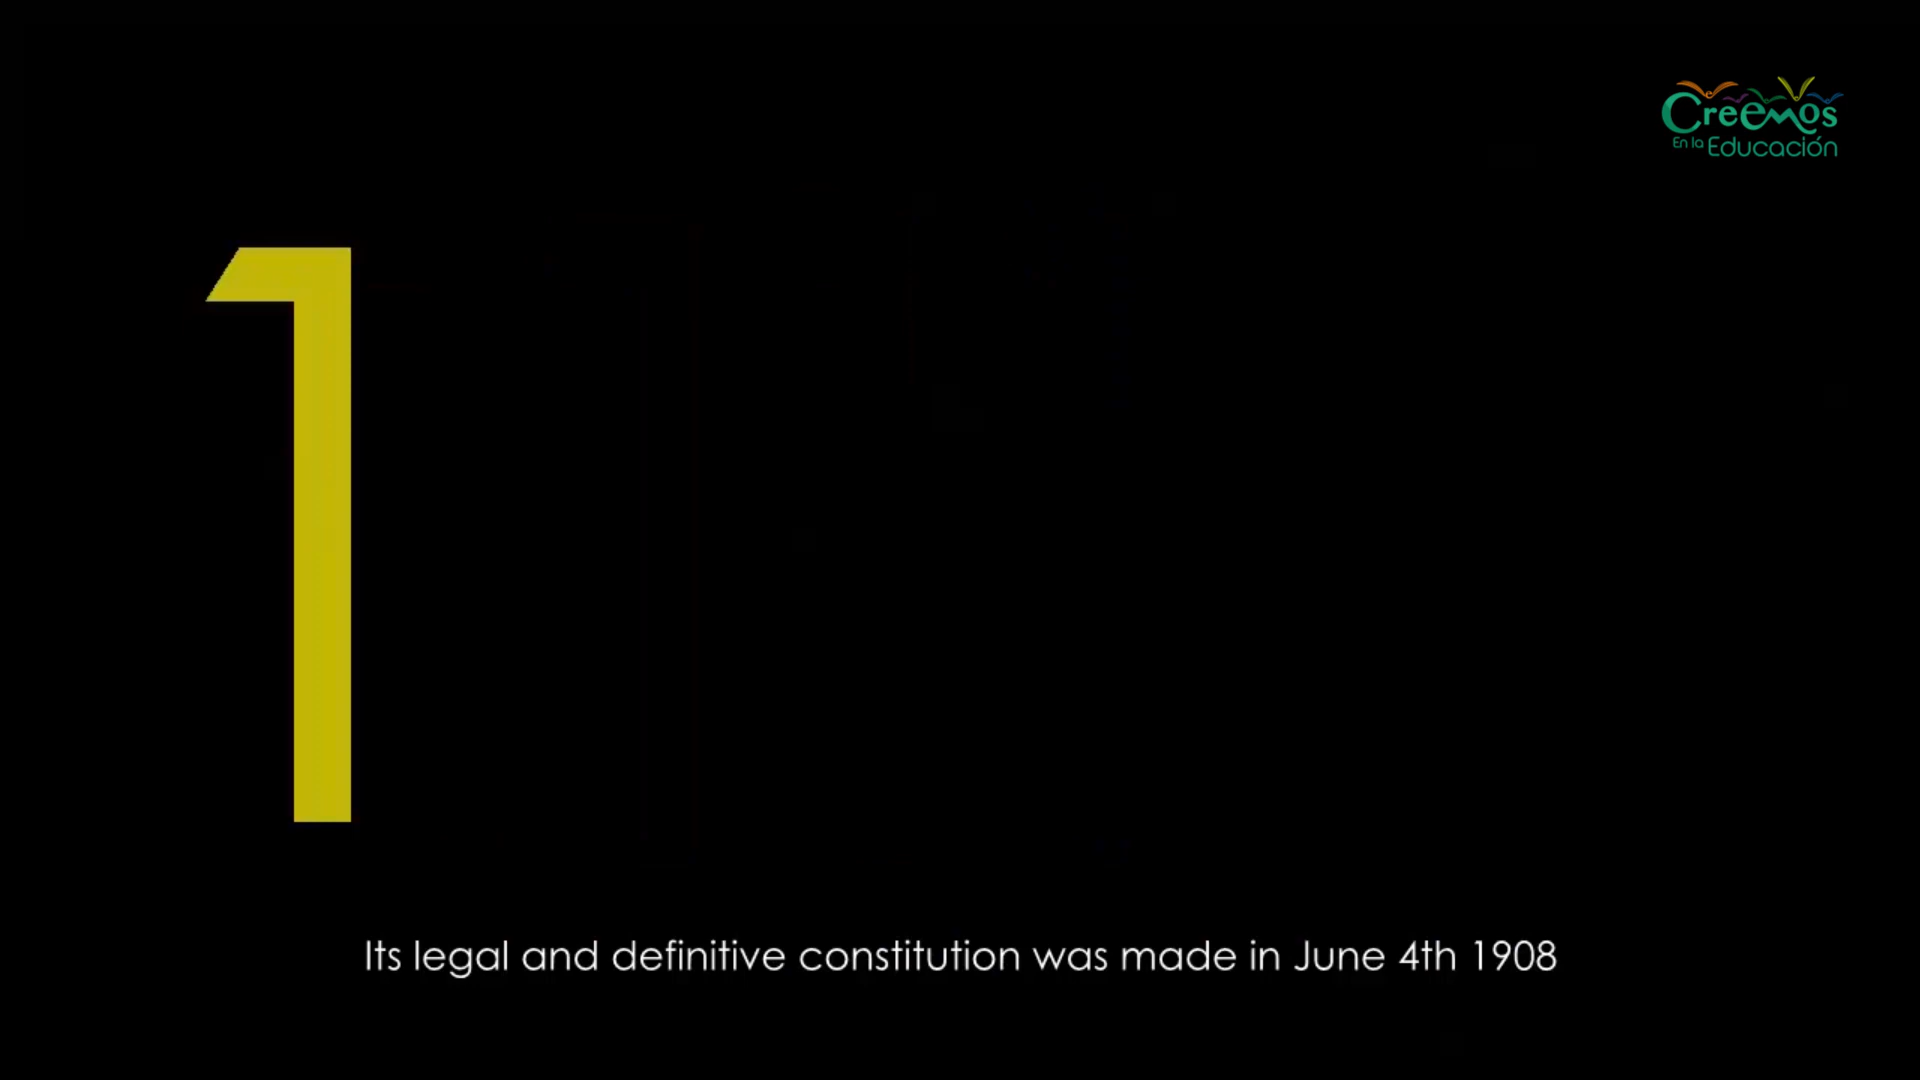 Creemos
En la Educación
1
Its legal and definitive constitution was made in June 4th 1908